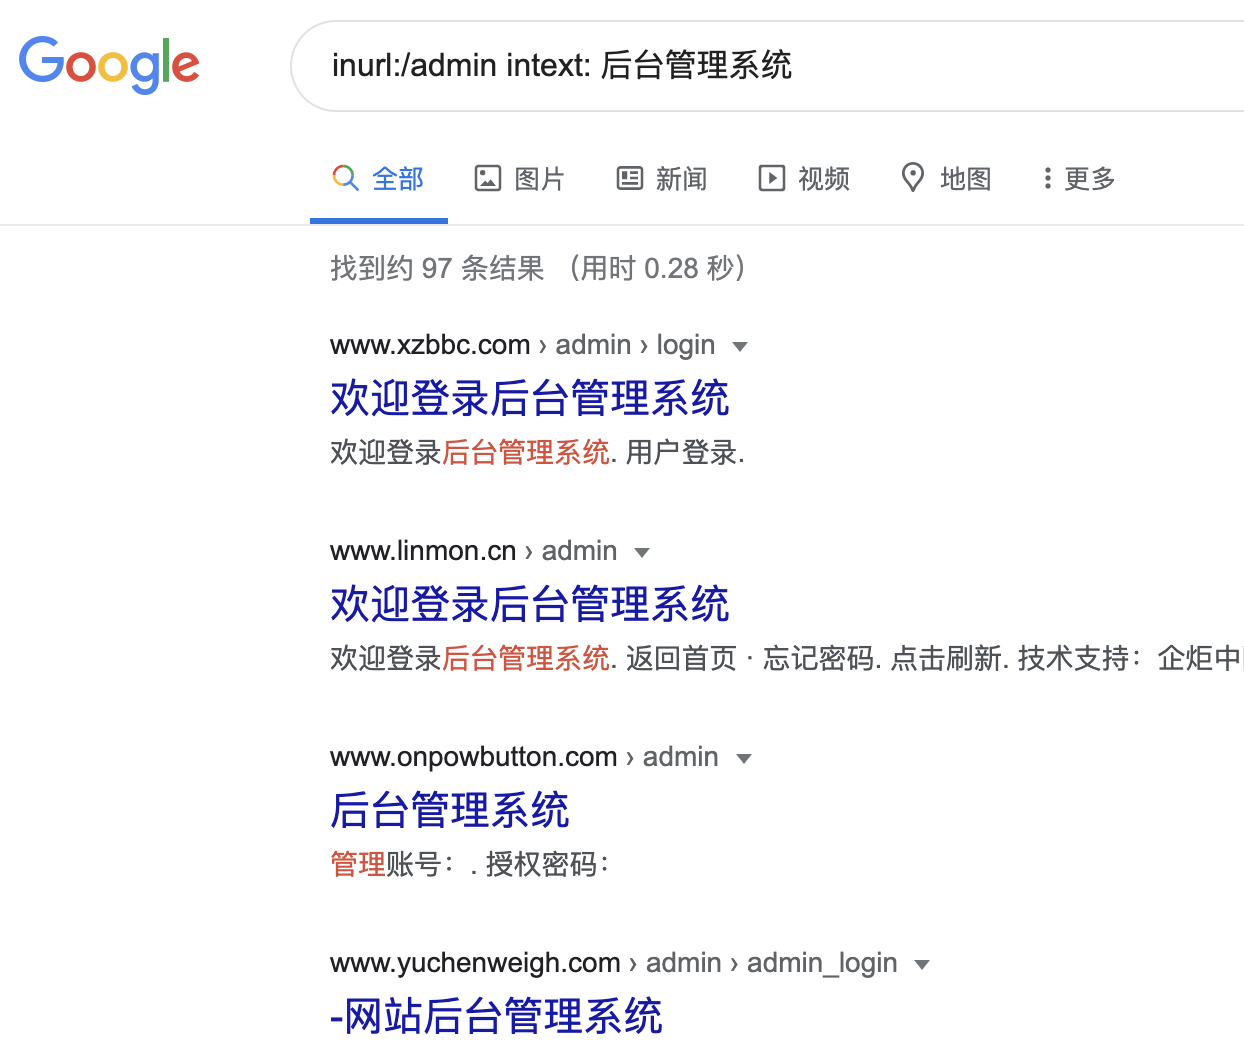 Google
inurl:/admin intext: 后台管理系统
全部 图片 新闻 视频 地图 更多
找到约 97 条结果 （用时 0.28 秒）
www.xzbbc.com › admin › login
欢迎登录后台管理系统
欢迎登录后台管理系统. 用户登录.
www.linmon.cn › admin
欢迎登录后台管理系统
欢迎登录后台管理系统. 返回首页 · 忘记密码. 点击刷新. 技术支持：企炬中
www.onpowbutton.com › admin
后台管理系统
管理账号：. 授权密码：
www.yuchenweigh.com › admin › admin_login
-网站后台管理系统